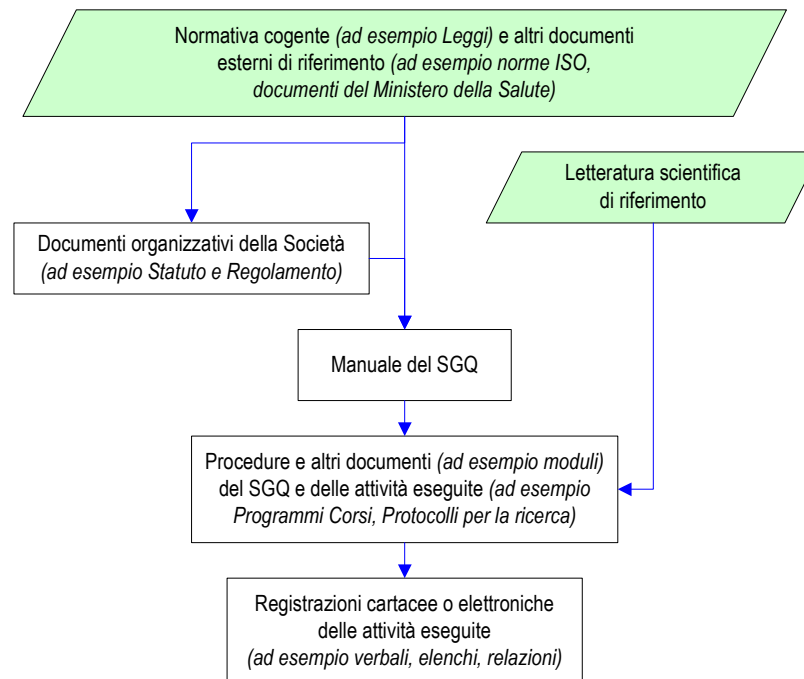 Normativa cogente (ad esempio Leggi) e altri documenti
esterni di riferimento (ad esempio norme ISO,
documenti del Ministero della Salute)
Letteratura scientifica
di riferimento
Documenti organizzativi della Società
(ad esempio Statuto e Regolamento)
Manuale del SGQ
Procedure e altri documenti (ad esempio moduli)
del SGQ e delle attività eseguite (ad esempio
Programmi Corsi, Protocolli per la ricerca)
Registrazioni cartacee o elettroniche
delle attività eseguite
(ad esempio verbali, elenchi, relazioni)